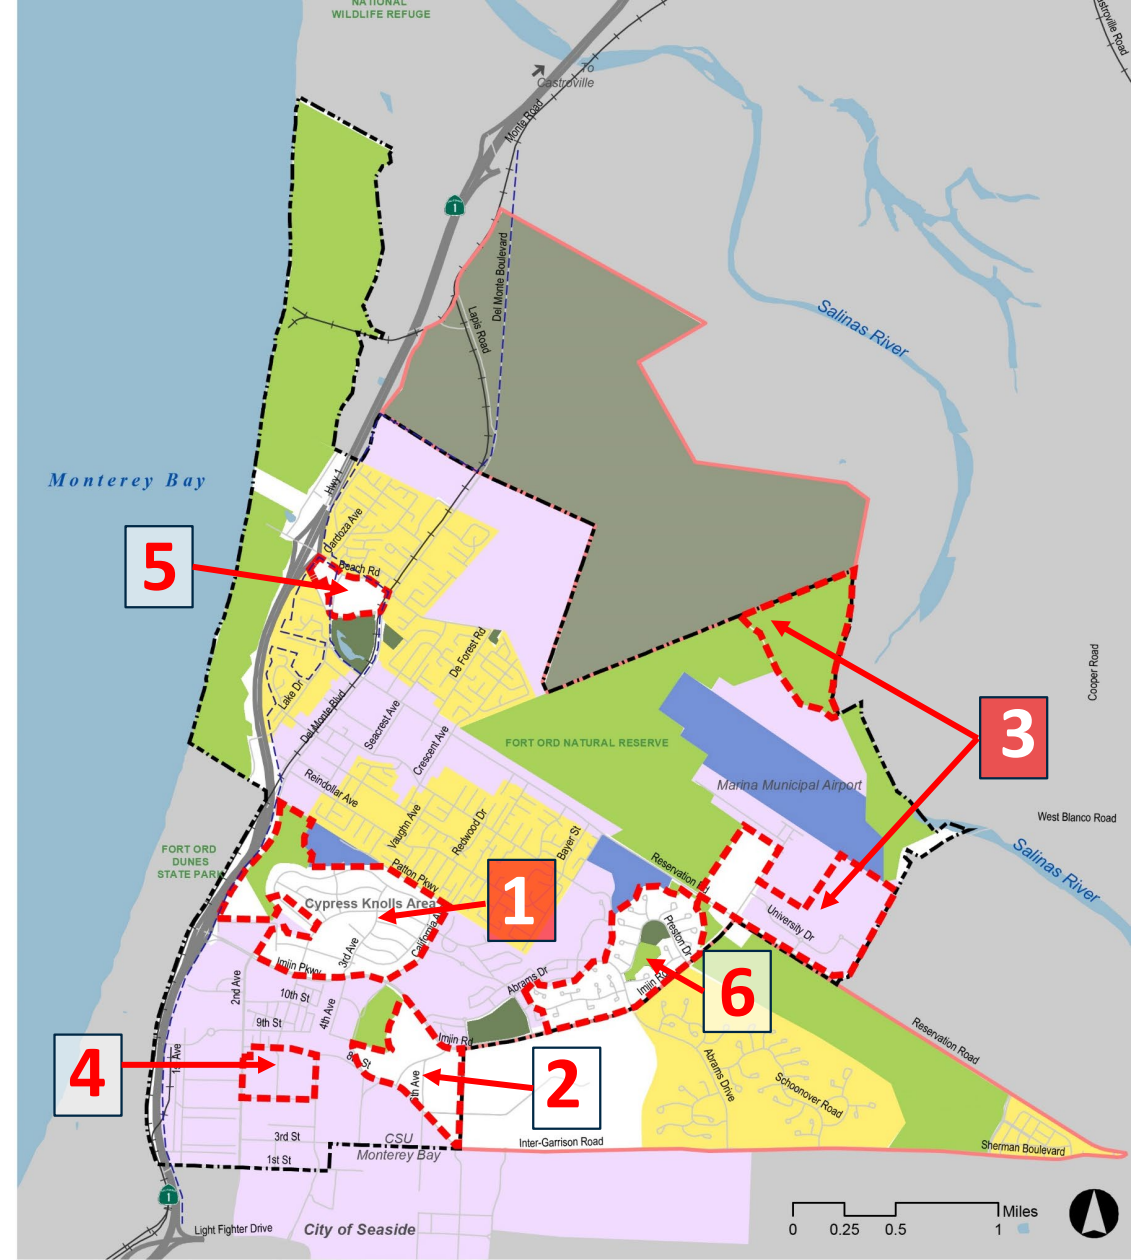 NATIONAL
WILDLIFE REFUGE
To
Castroville
Monte Road
1
Del Monte Boulevard
Lapis Road
Salinas River
Monterey Bay
Hwy 1
Cardoza Ave
5
Beach Rd
De Forest Rd
Cooper Road
Lake Dr
Del Monte Blvd
Seacrest Ave
Crescent Ave
FORT ORD NATURAL RESERVE
3
Marina Municipal Airport
Reindollar Ave
Vaughn Ave
Redwood Dr
Bayer St
West Blanco Road
Salinas River
FORT ORD
DUNES
STATE PARK
Patton Pkwy
Reservation Rd
Cypress Knolls Area
1
California A
University Dr
Preston Dr
3rd Ave
Imjin Pkwy
2nd Ave
10th St
9th St
4th Ave
Abrams Dr
Imjin Rd
6
Imjin Rd
8th St
4
1st Ave
2
Abrams Drive
Schoonover Road
Reservation Road
3rd St
1st St
CSU
Monterey Bay
Inter-Garrison Road
Sherman Boulevard
1
Light Fighter Drive
City of Seaside
Miles
0 0.25 0.5 1